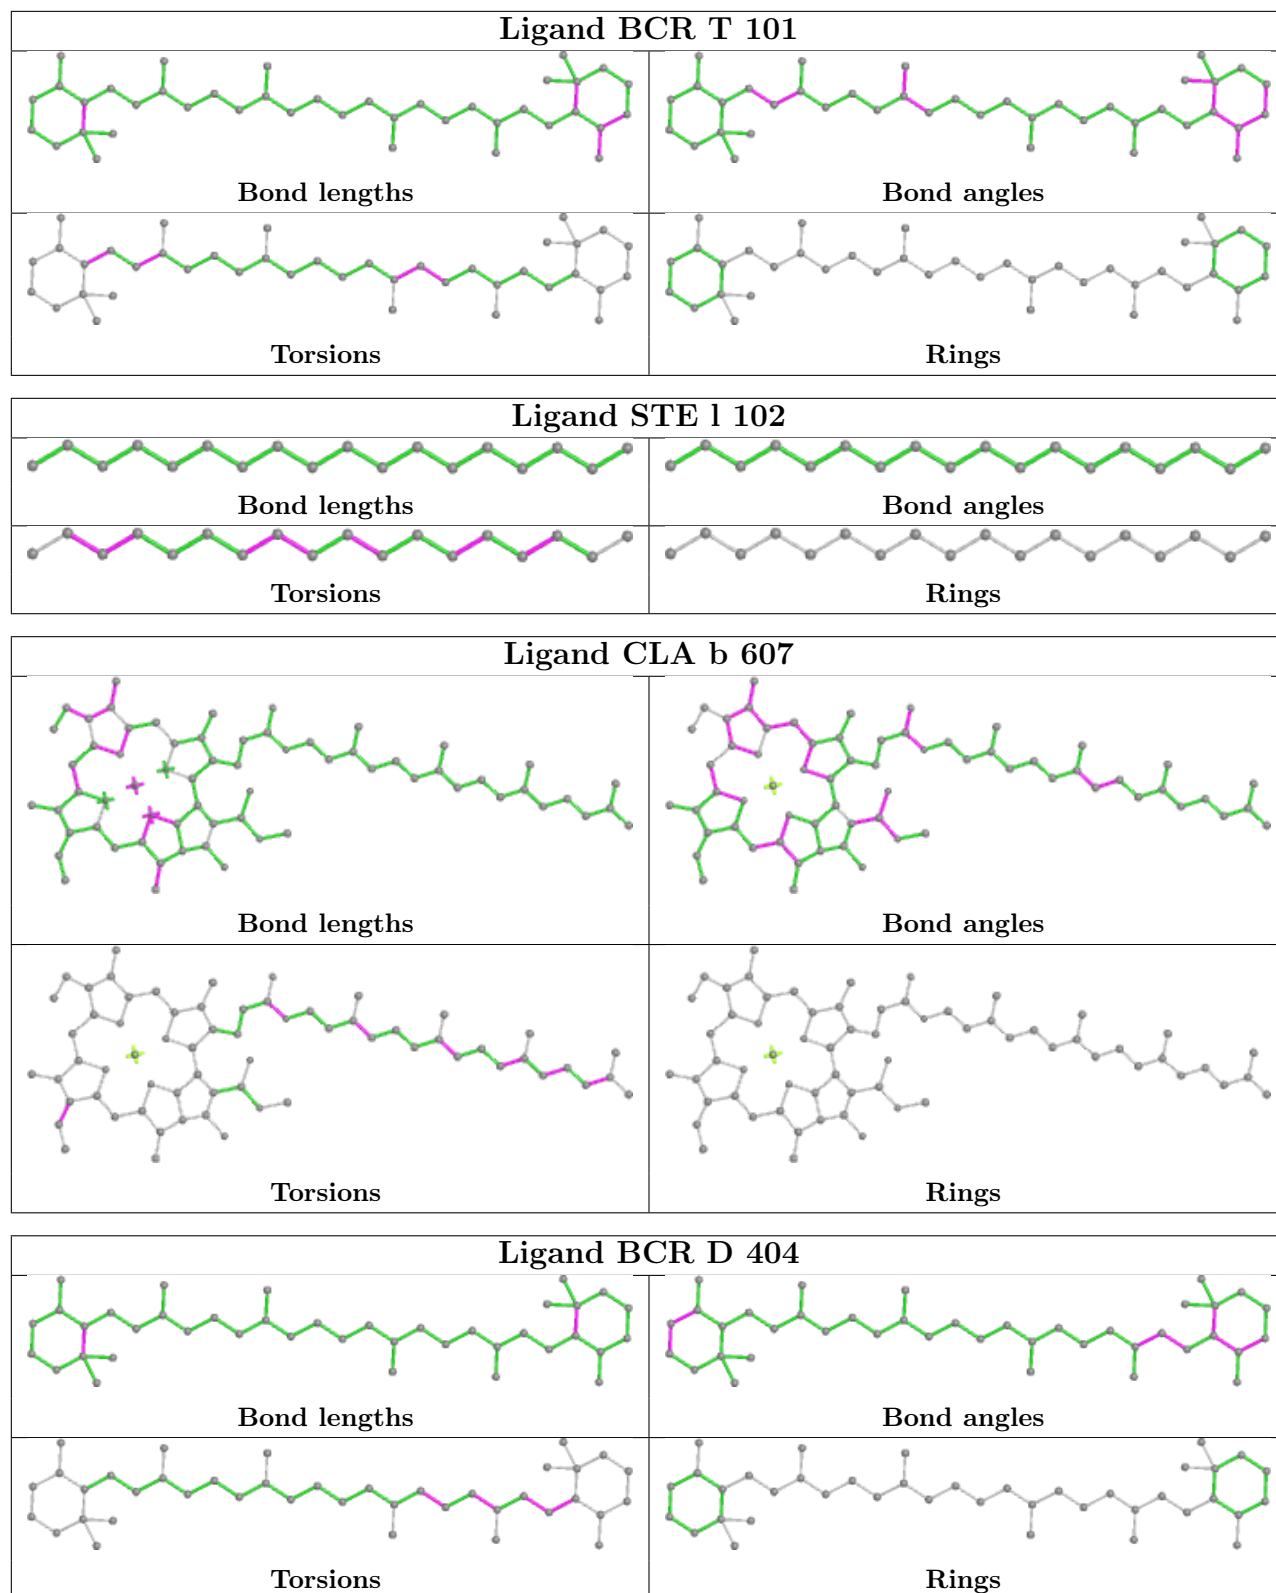 Ligand BCR T 101
Bond lengths
Bond angles
Torsions
Rings
Ligand STE l 102
Bond lengths
Bond angles
Torsions
Rings
Ligand CLA b 607
Bond lengths
Bond angles
Torsions
Rings
Ligand BCR D 404
Bond lengths
Bond angles
Torsions
Rings